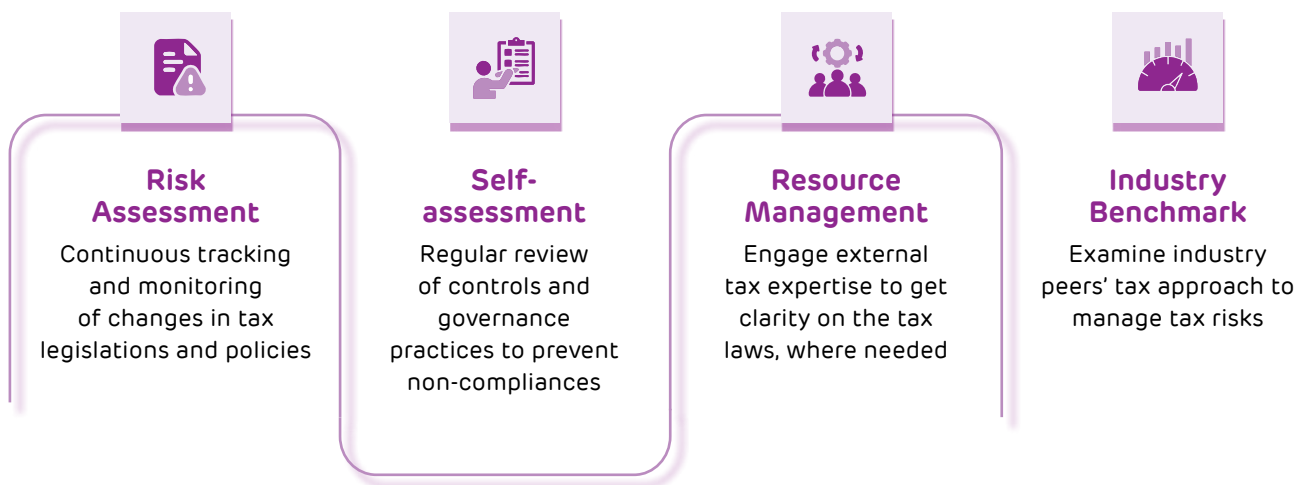 Risk
Assessment
Continuous tracking
and monitoring
of changes in tax
legislations and policies
Self-
assessment
Regular review
of controls and
governance
practices to prevent
non-compliances
Resource
Management
Engage external
tax expertise to get
clarity on the tax
laws, where needed
Industry
Benchmark
Examine industry
peers’ tax approach to
manage tax risks